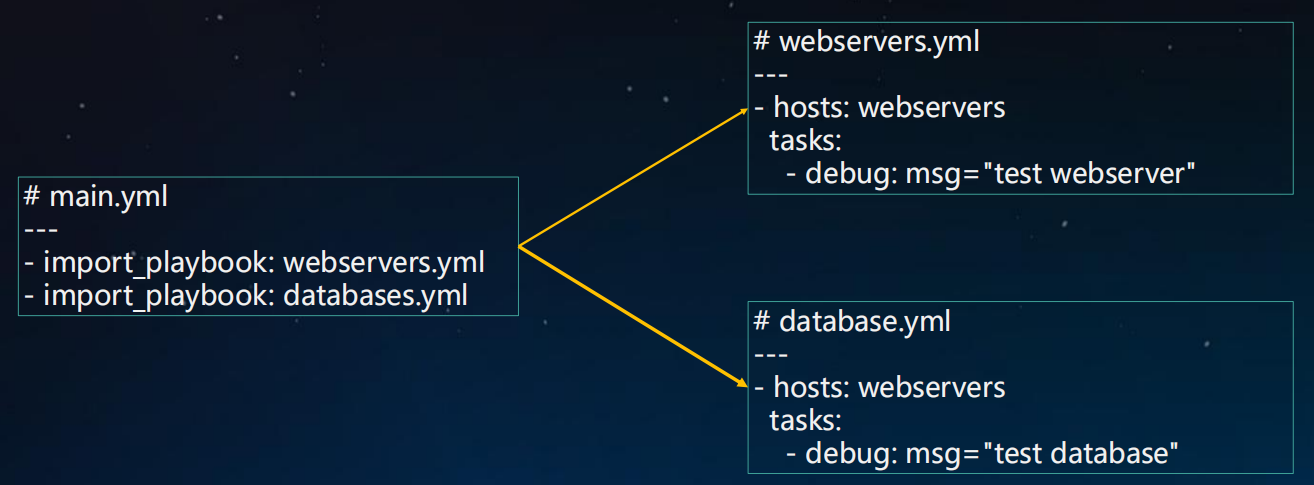 # main.yml
---
- import_playbook: webservers.yml
- import_playbook: databases.yml
# webservers.yml
---
- hosts: webservers
  tasks:
    - debug: msg="test webserver"
# database.yml
---
- hosts: webservers
  tasks:
    - debug: msg="test database"